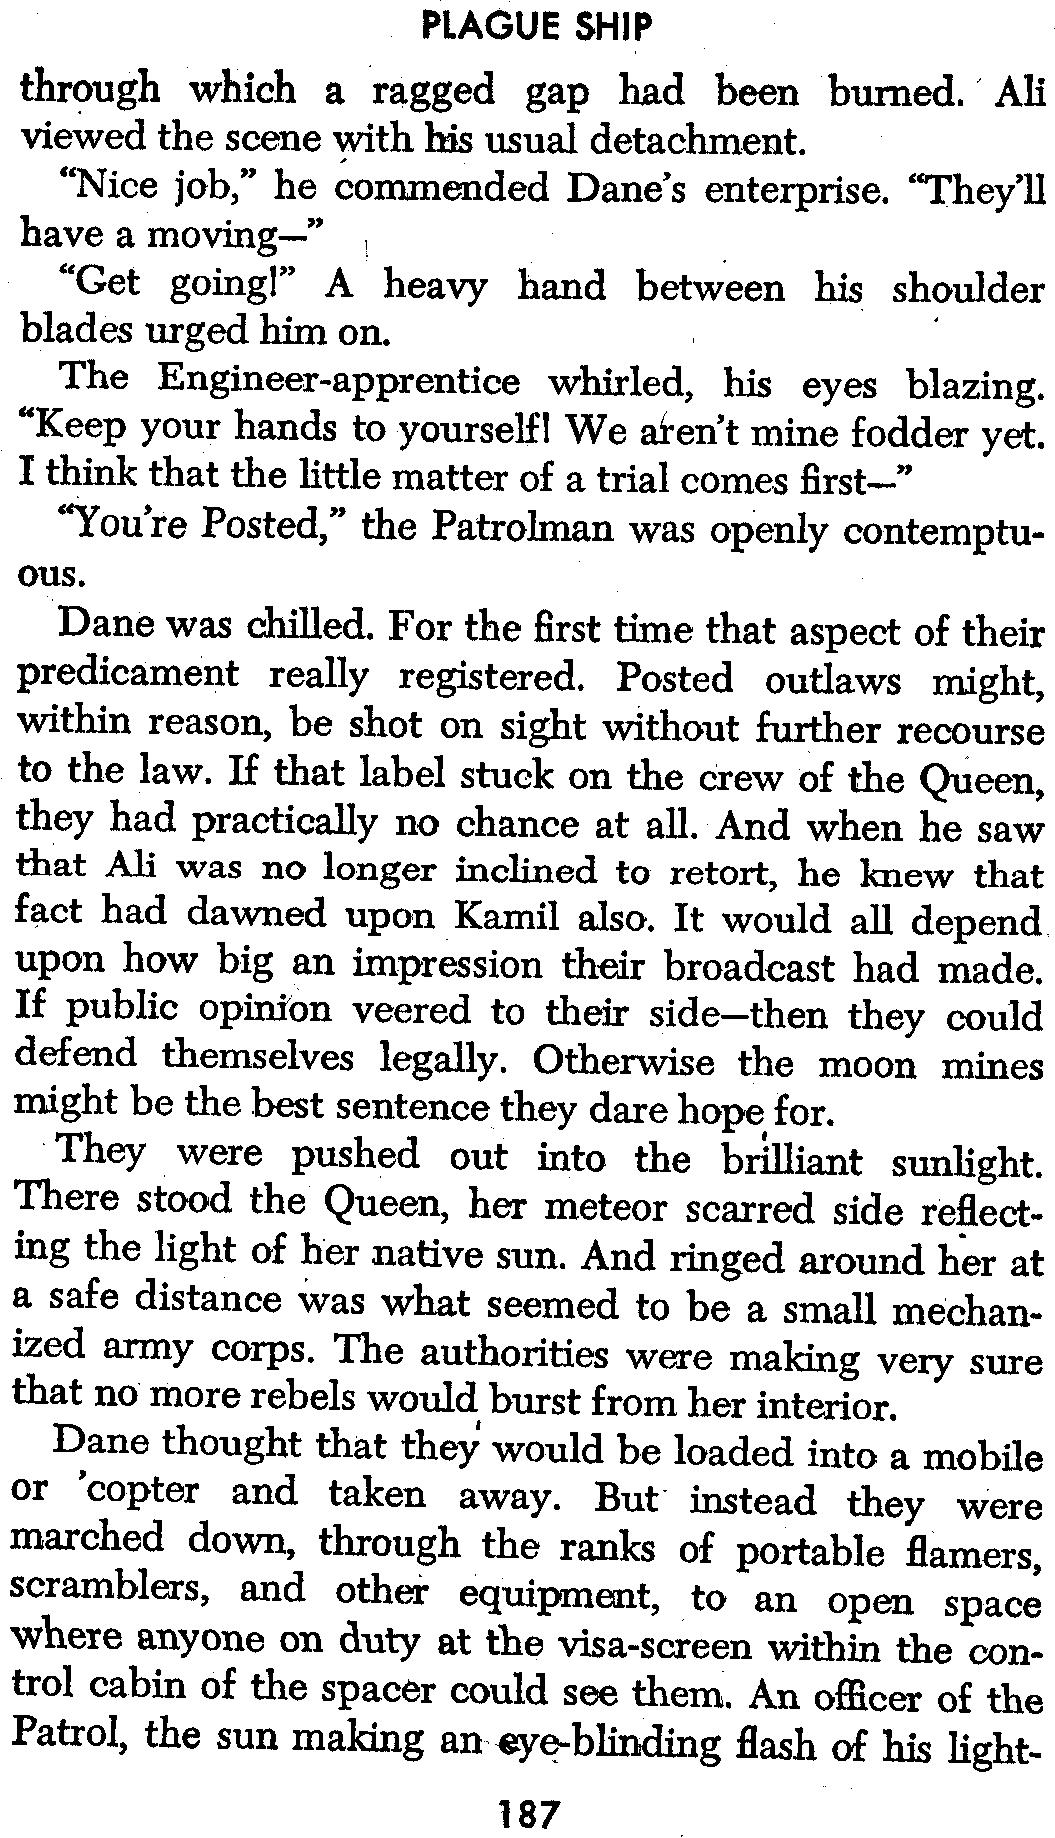 PLAGUE SHIP
through which a ragged gap had been burned. Ali
viewed the scene with his usual detachment.
“Nice job,” he commended Dane’s enterprise. “They’ll
have a moving—”
“Get going!” A heavy hand between his shoulder
blades urged him on.
The Engineer-apprentice whirled, his eyes blazing.
“Keep your hands to yourself! We aren’t mine fodder yet.
I think that the little matter of a trial comes first—”
“You’re Posted,” the Patrolman was openly contemptu-
ous.
Dane was chilled. For the first time that aspect of their
predicament really registered. Posted outlaws might,
within reason, be shot on sight without further recourse
to the law. If that label stuck on the crew of the Queen,
they had practically no chance at all. And when he saw
that Ali was no longer inclined to retort, he knew that
fact had dawned upon Kamil also. It would all depend
upon how big an impression their broadcast had made.
If public opinion veered to their side—then they could
defend themselves legally. Otherwise the moon mines
might be the best sentence they dare hope for.
They were pushed out into the brilliant sunlight.
There stood the Queen, her meteor scarred side reflect-
ing the light of her native sun. And ringed around her at
a safe distance was what seemed to be a small mechan-
ized army corps. The authorities were making very sure
that no more rebels would burst from her interior.
Dane thought that they would be loaded into a mobile
or ’copter and taken away. But instead they were
marched down, through the ranks of portable flamers,
scramblers, and other equipment, to an open space
where anyone on duty at the visa-screen within the con-
trol cabin of the spacer could see them. An officer of the
Patrol, the sun making an eye-blinding flash of his light-
187